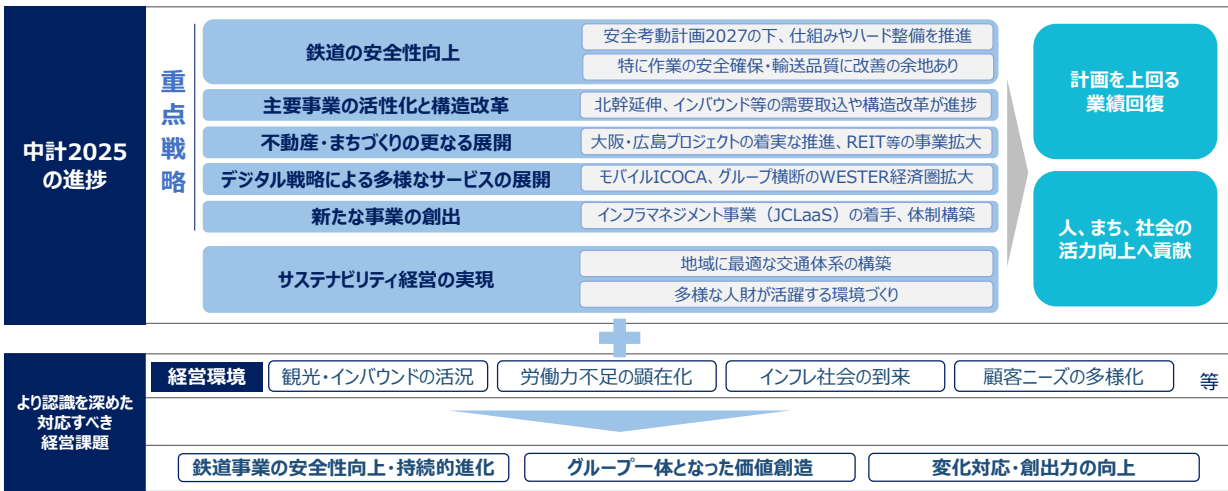 中計2025
の進捗
重点戦略
鉄道の安全性向上
安全考動計画2027の下、仕組みやハード整備を推進
特に作業の安全確保・輸送品質に改善の余地あり
主要事業の活性化と構造改革
北幹延伸、インバウンド等の需要取込や構造改革が進捗
不動産・まちづくりの更なる展開
大阪・広島プロジェクトの着実な推進、REIT等の事業拡大
デジタル戦略による多様なサービスの展開
モバイルICOCA、グループ横断のWESTER経済圏拡大
新たな事業の創出
インフラマネジメント事業（JCLaaS）の着手、体制構築
サステナビリティ経営の実現
地域に最適な交通体系の構築
多様な人財が活躍する環境づくり
計画を上回る
業績回復
人、まち、社会の
活力向上へ貢献
より認識を深めた
対応すべき
経営課題
経営環境
観光・インバウンドの活況
労働力不足の顕在化
インフレ社会の到来
顧客ニーズの多様化
等
鉄道事業の安全性向上・持続的進化
グループ一体となった価値創造
変化対応・創出力の向上